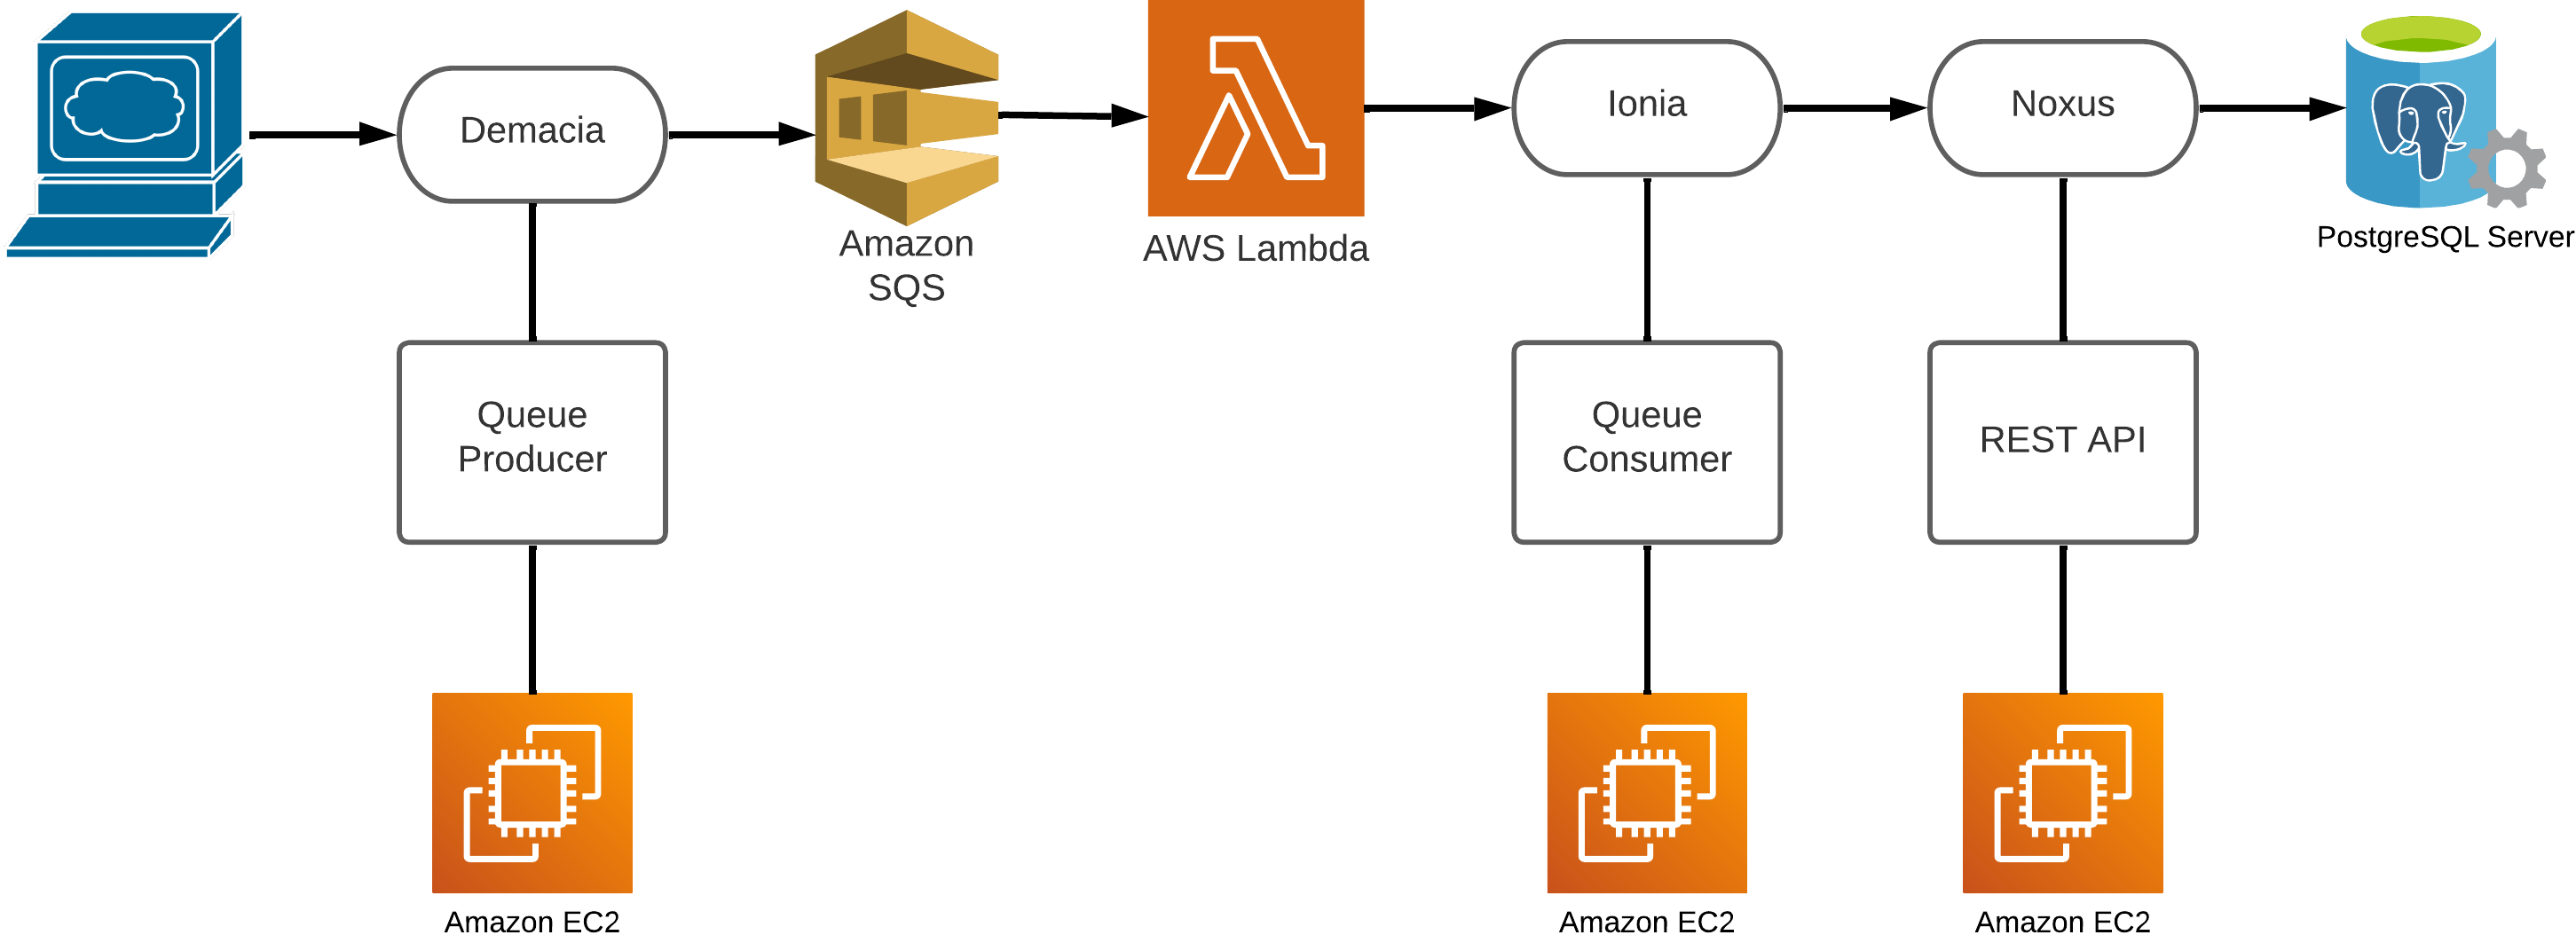 Demacia
Amazon
SQS
AWS Lambda
Ionia
Noxus
PostgreSQL Server
Queue
Producer
Queue
Consumer
REST API
Amazon EC2
Amazon EC2
Amazon EC2